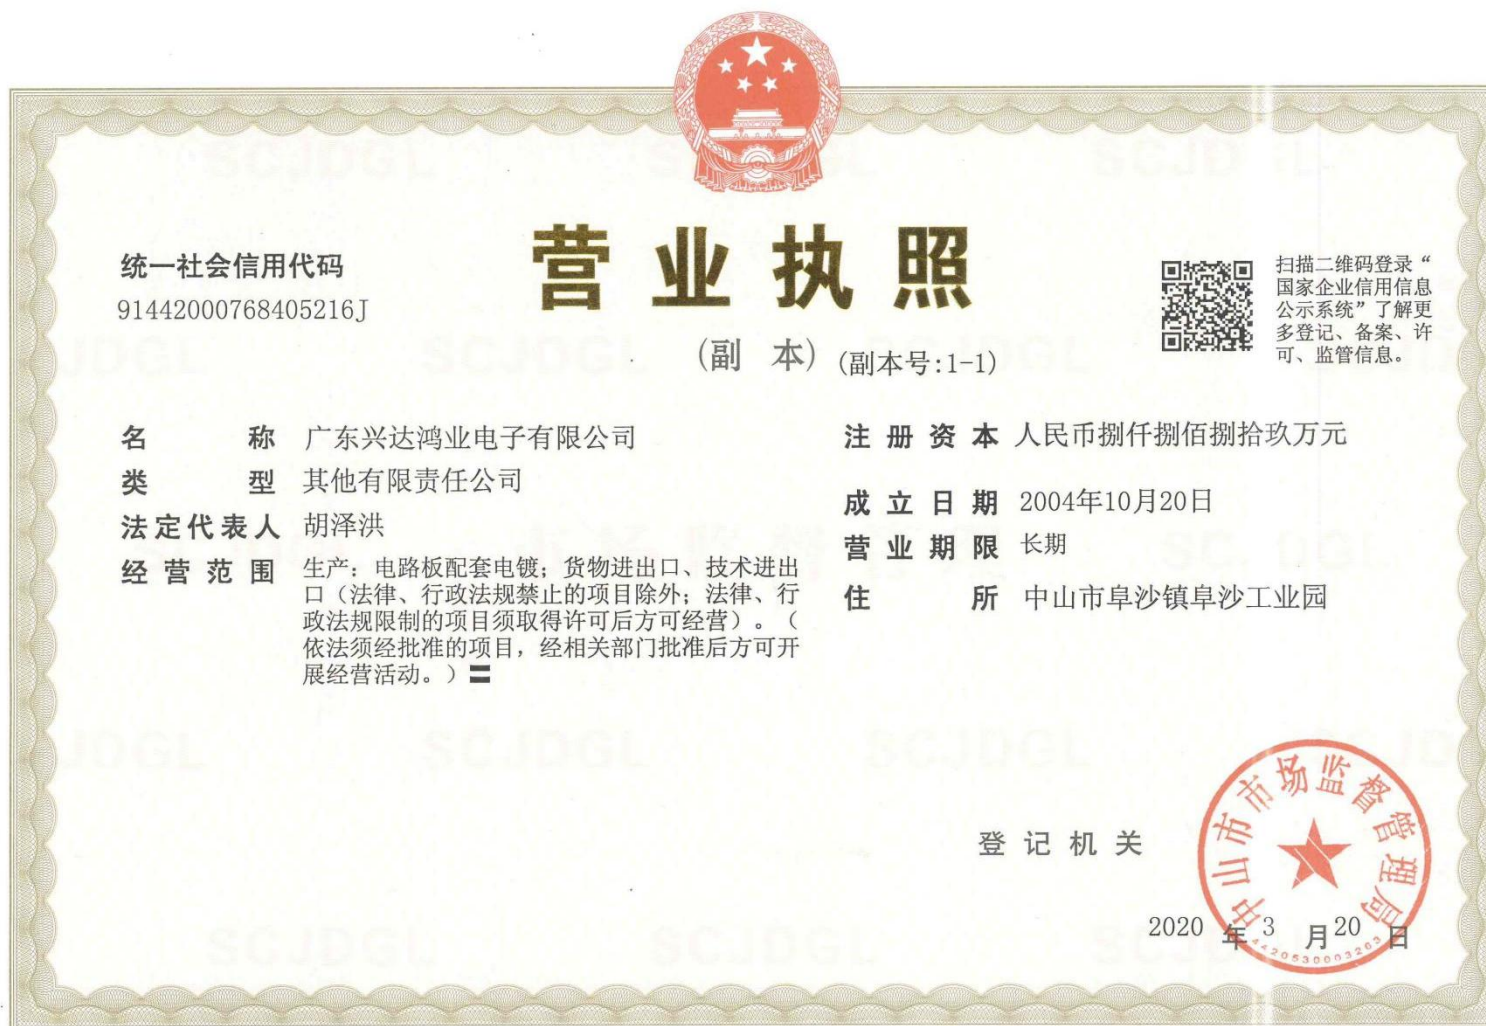 营业执照
(副 本) (副本号:1-1)
统一社会信用代码
91442000768405216J
扫描二维码登录“
国家企业信用信息
公示系统”了解更
多登记、备案、许
可、监管信息。
名 称 广东兴达鸿业电子有限公司
类 型 其他有限责任公司
法定代表人 胡泽洪
经营范围 生产：电路板配套电镀；货物进出口、技术进出
口（法律、行政法规禁止的项目除外；法律、行
政法规限制的项目须取得许可后方可经营）。（
依法须经批准的项目，经相关部门批准后方可开
展经营活动。）〓
注册资本 人民币捌仟捌佰捌拾玖万元
成立日期 2004年10月20日
营业期限 长期
住 所 中山市阜沙镇阜沙工业园
登记机关
中山市市场监督管理局
4420530003263
2020 年 3 月 20 日
SCJDGL